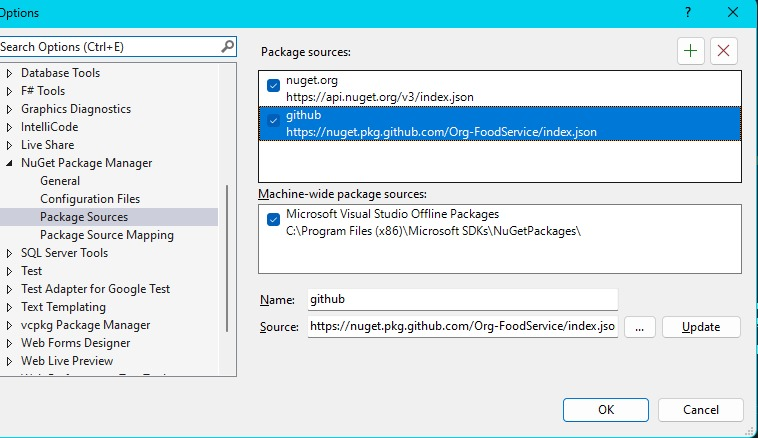 Options
?
Search Options (Ctrl+E)
Database Tools
F# Tools
Graphics Diagnostics
IntelliCode
Live Share
NuGet Package Manager
General
Configuration Files
Package Sources
Package Source Mapping
SQL Server Tools
Test
Test Adapter for Google Test
Text Templating
vcpkg Package Manager
Web Forms Designer
Web Live Preview
Package sources:
nuget.org
https://api.nuget.org/v3/index.json
github
https://nuget.pkg.github.com/Org-FoodService/index.json
Machine-wide package sources:
Microsoft Visual Studio Offline Packages
C:\Program Files (x86)\Microsoft SDKs\NuGetPackages\
Name: github
Source: https://nuget.pkg.github.com/Org-FoodService/index.jso ... Update
OK Cancel